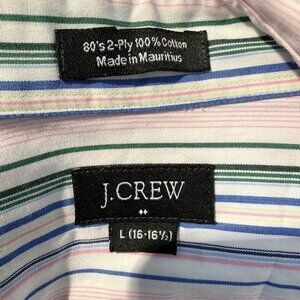 80's 2-Ply 100% Cotton
Made in Mauritius
J.CREW
L (16-16½)